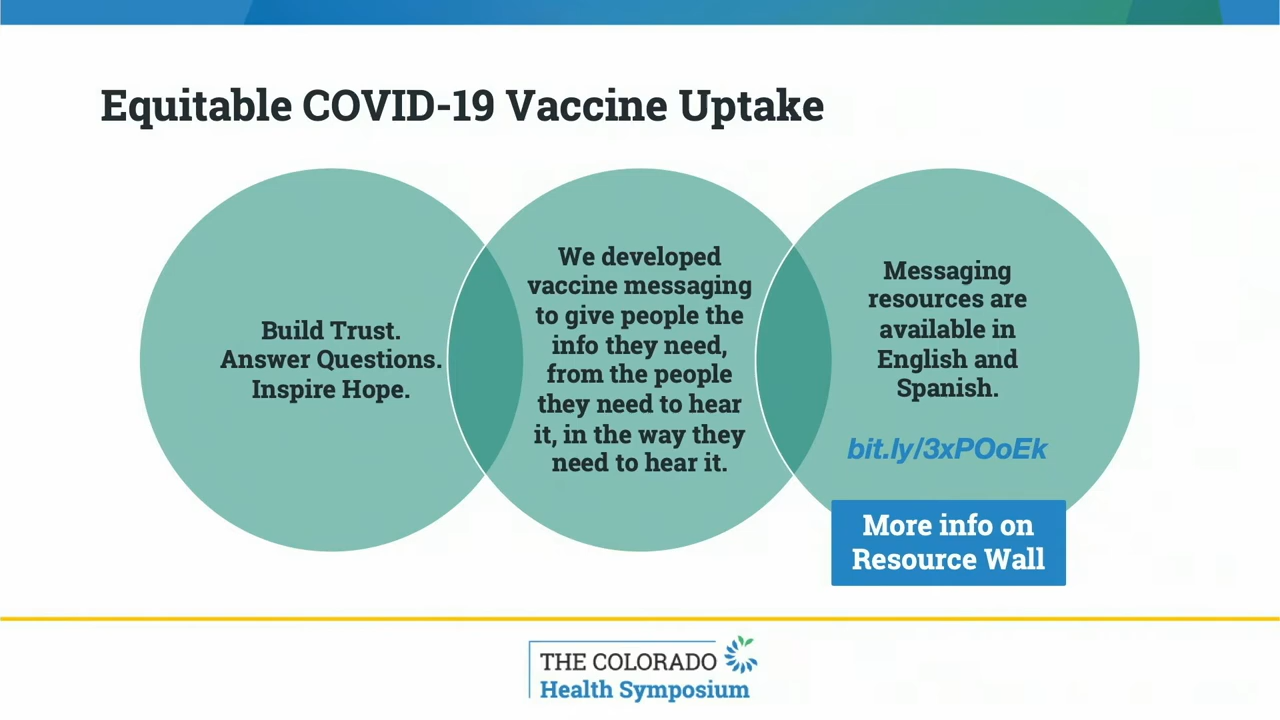 Equitable COVID-19 Vaccine Uptake
Build Trust.
Answer Questions.
Inspire Hope.
We developed
vaccine messaging
to give people the
info they need,
from the people
they need to hear
it, in the way they
need to hear it.
Messaging
resources are
available in
English and
Spanish.
bit.ly/3xPOoEk
More info on
Resource Wall
THE COLORADO
Health Symposium